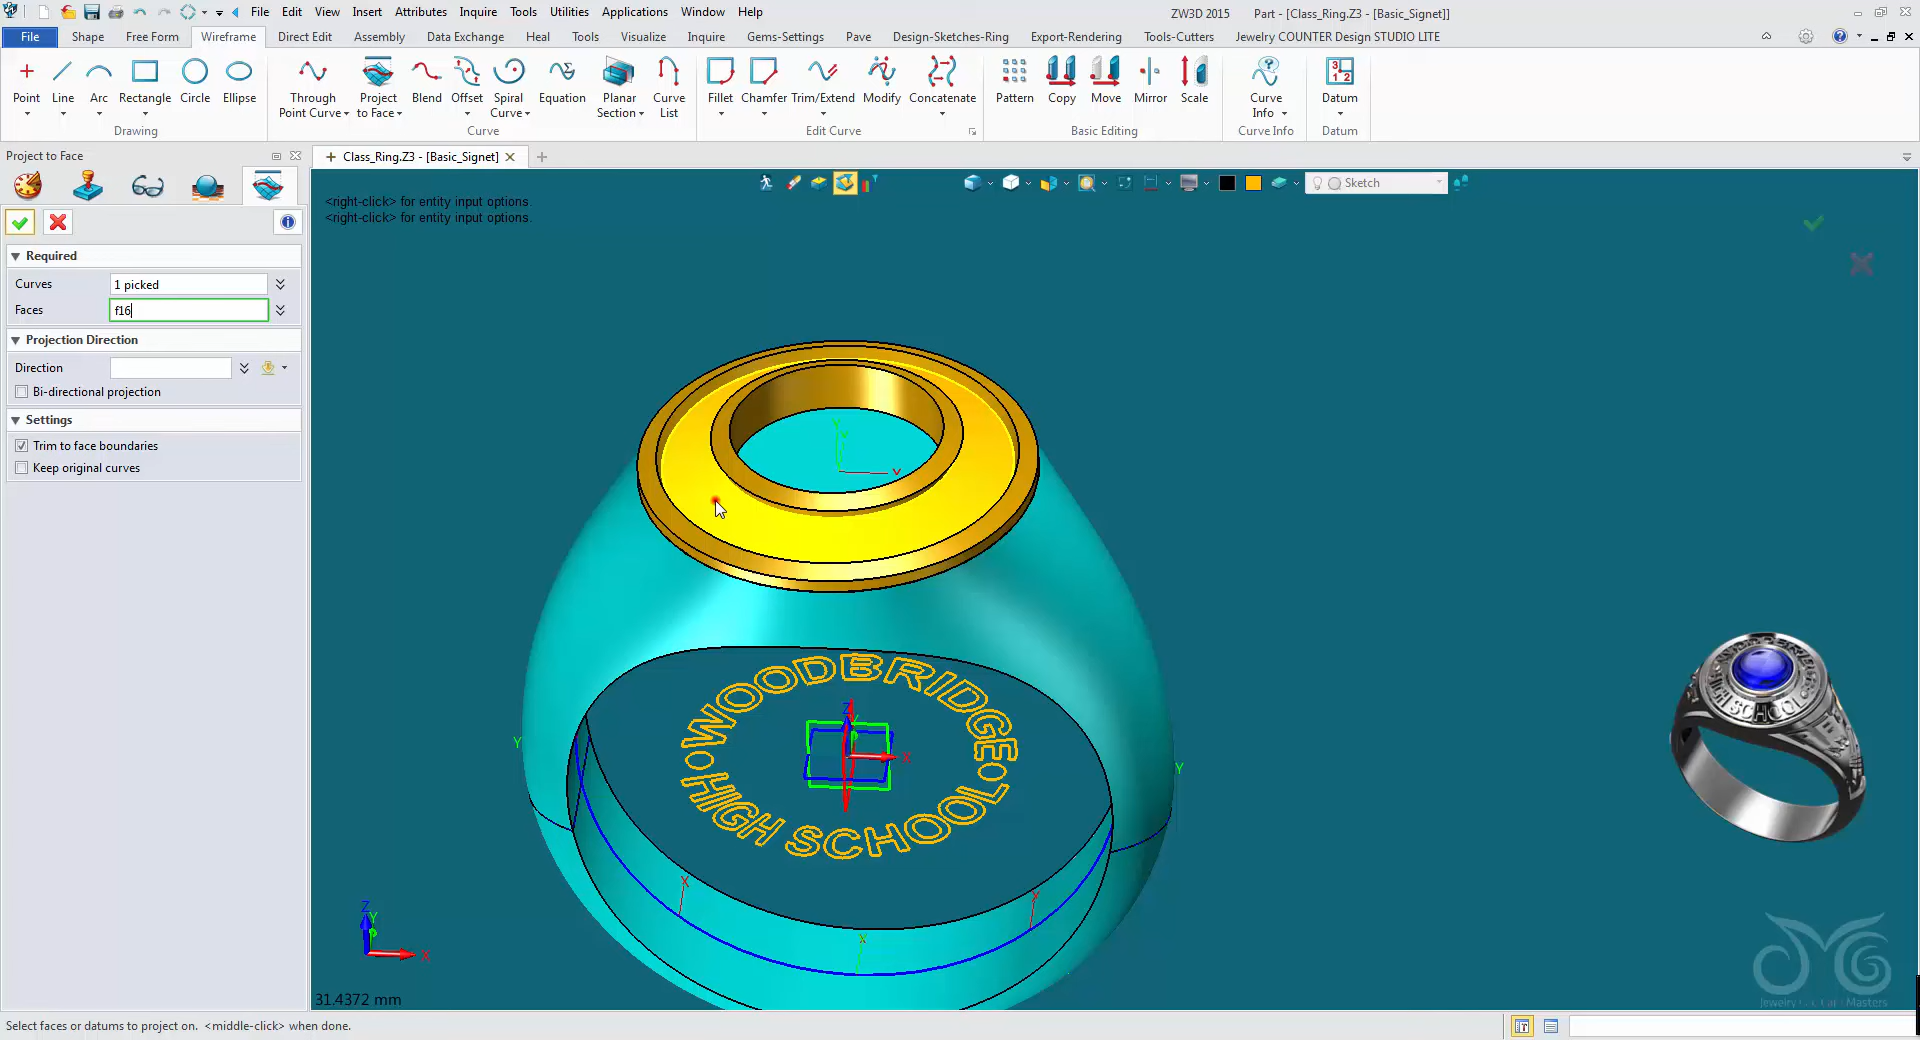 File Edit View Insert Attributes Inquire Tools Utilities Applications Window Help
ZW3D 2015 Part - [Class_Ring.Z3 - [Basic_Signet]]
File Shape Free Form Wireframe Direct Edit Assembly Data Exchange Heal Tools Visualize Inquire Gems-Settings Pave Design-Sketches-Ring Export-Rendering Tools-Cutters Jewelry COUNTER Design STUDIO LITE
Point Line Arc Rectangle Circle Ellipse Through Point Curve Project to Face Blend Offset Spiral Curve Equation Planar Section Curve List Fillet Chamfer Trim/Extend Modify Concatenate Pattern Copy Move Mirror Scale Curve Info Datum
Drawing Curve Edit Curve Basic Editing Curve Info Datum
Project to Face
Class_Ring.Z3 - [Basic_Signet]
Sketch
<right-click> for entity input options.
<right-click> for entity input options.
Required
Curves 1 picked
Faces f16
Projection Direction
Direction
Bi-directional projection
Settings
Trim to face boundaries
Keep original curves
WOODBRIDGE
HIGH SCHOOL
Z
Y
X
Y
Y
X
X
X
Z
Y
X
HIGH SCHOOL
31.4372 mm
Select faces or datums to project on. <middle-click> when done.